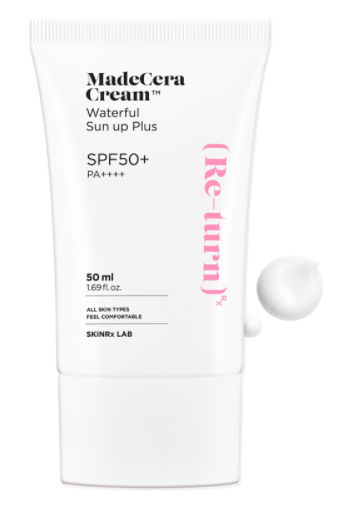 MadeCera
Cream™
Waterful
Sun up Plus
SPF50+
PA++++
(Re-turn)Rx
50 ml
1.69 fl. oz.
ALL SKIN TYPES
FEEL COMFORTABLE
SKINRx LAB